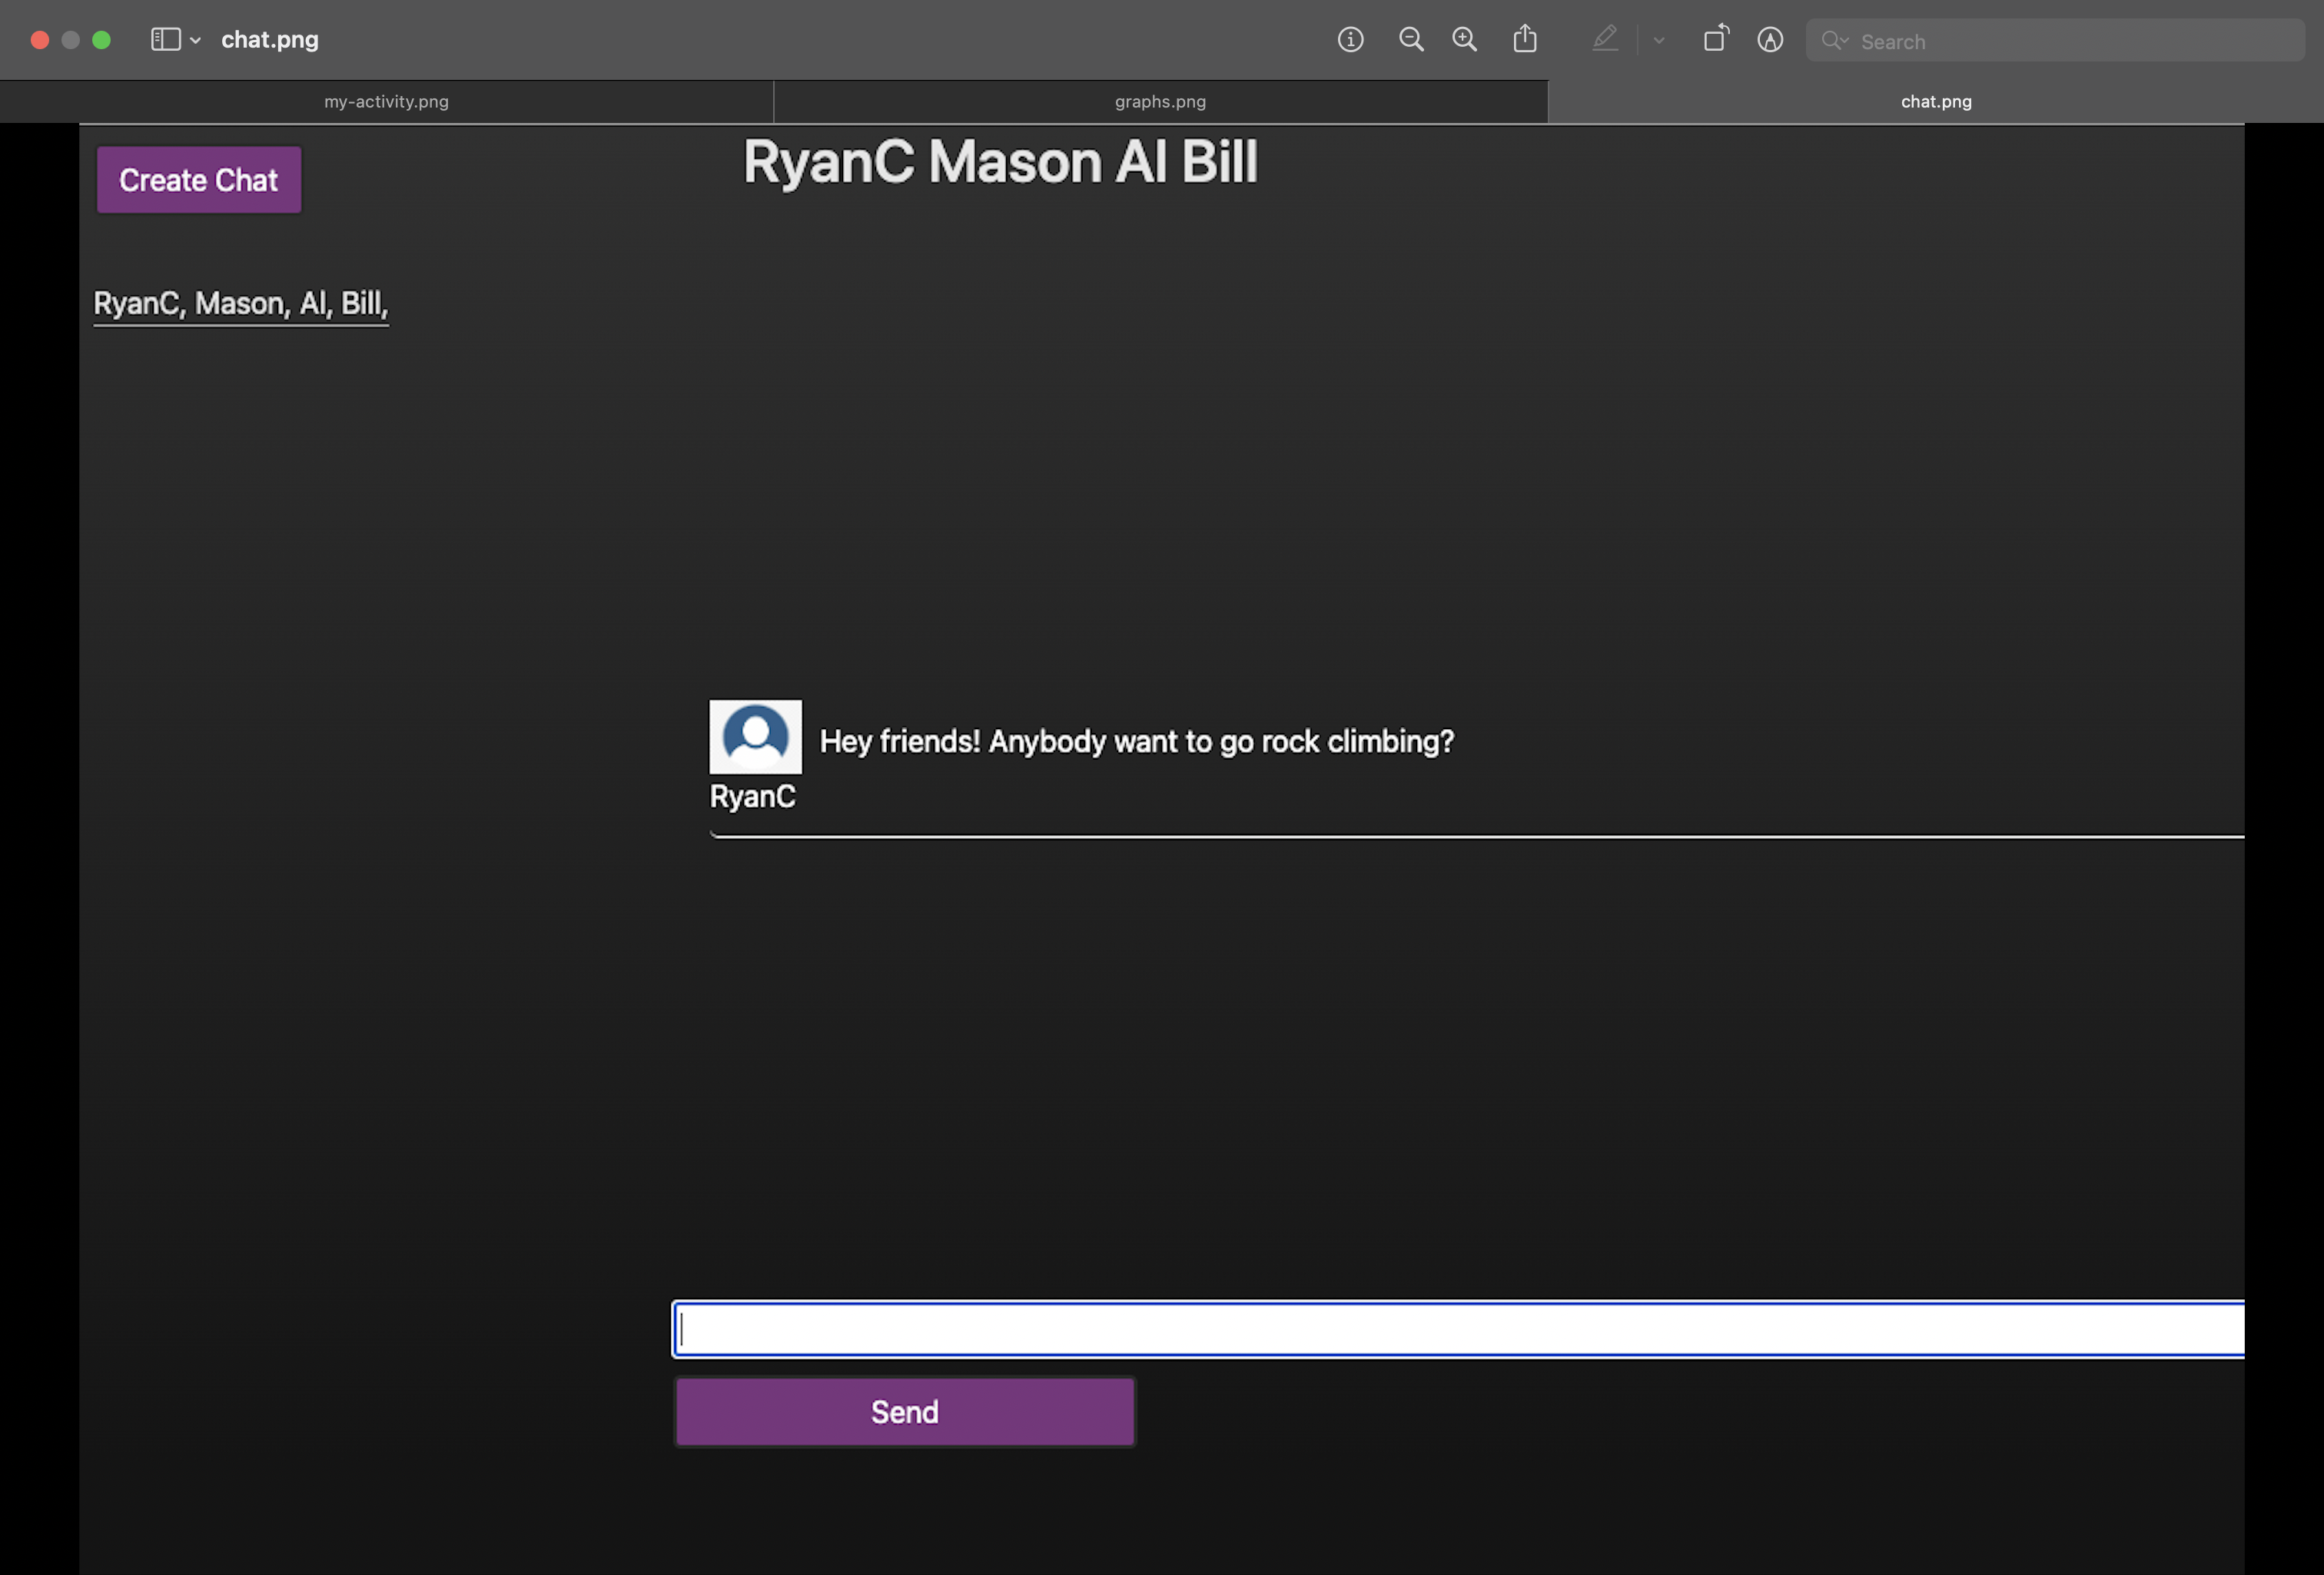 chat.png
Search
my-activity.png
graphs.png
chat.png
Create Chat
RyanC Mason Al Bill
RyanC, Mason, Al, Bill,
Hey friends! Anybody want to go rock climbing?
RyanC
Send